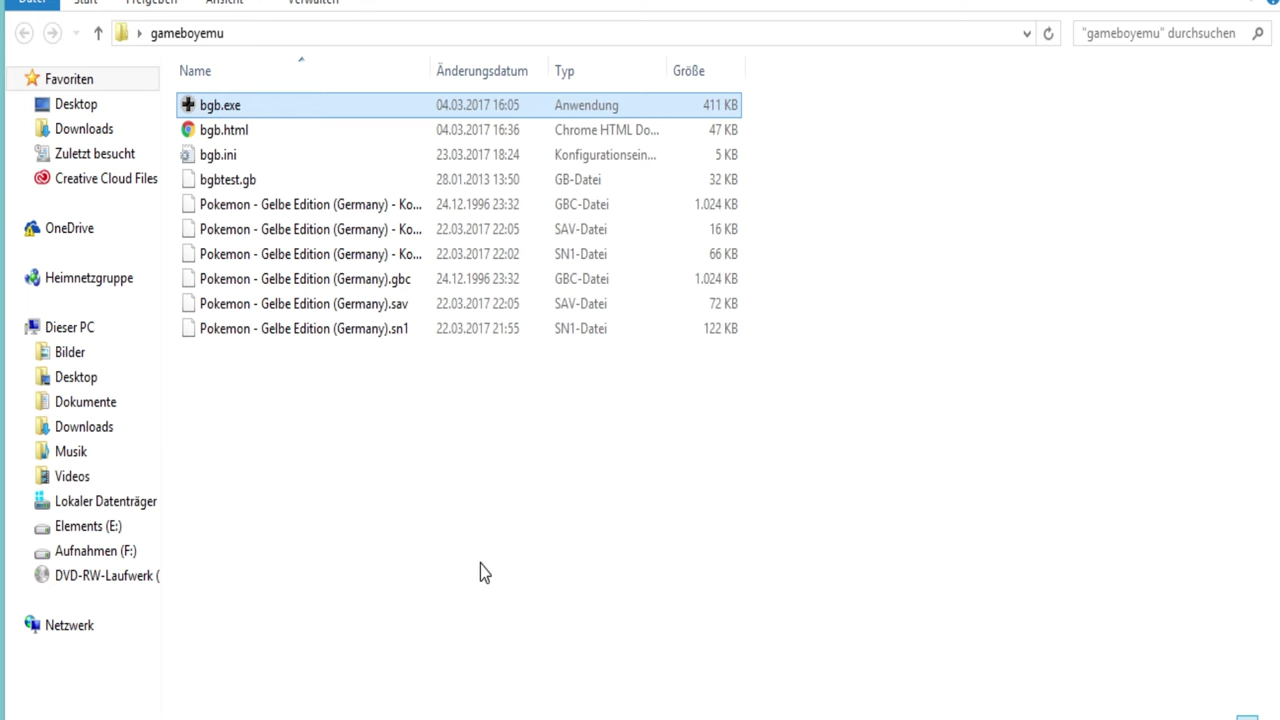 Datei Start Freigeben Ansicht Verwalten
gameboyemu "gameboyemu" durchsuchen
Name Änderungsdatum Typ Größe
Favoriten
Desktop bgb.exe 04.03.2017 16:05 Anwendung 411 KB
Downloads bgb.html 04.03.2017 16:36 Chrome HTML Do... 47 KB
Zuletzt besucht bgb.ini 23.03.2017 18:24 Konfigurationsein... 5 KB
Creative Cloud Files bgbtest.gb 28.01.2013 13:50 GB-Datei 32 KB
Pokemon - Gelbe Edition (Germany) - Ko... 24.12.1996 23:32 GBC-Datei 1.024 KB
OneDrive Pokemon - Gelbe Edition (Germany) - Ko... 22.03.2017 22:05 SAV-Datei 16 KB
Pokemon - Gelbe Edition (Germany) - Ko... 22.03.2017 22:02 SN1-Datei 66 KB
Heimnetzgruppe Pokemon - Gelbe Edition (Germany).gbc 24.12.1996 23:32 GBC-Datei 1.024 KB
Pokemon - Gelbe Edition (Germany).sav 22.03.2017 22:05 SAV-Datei 72 KB
Dieser PC Pokemon - Gelbe Edition (Germany).sn1 22.03.2017 21:55 SN1-Datei 122 KB
Bilder
Desktop
Dokumente
Downloads
Musik
Videos
Lokaler Datenträger
Elements (E:)
Aufnahmen (F:)
DVD-RW-Laufwerk (
Netzwerk